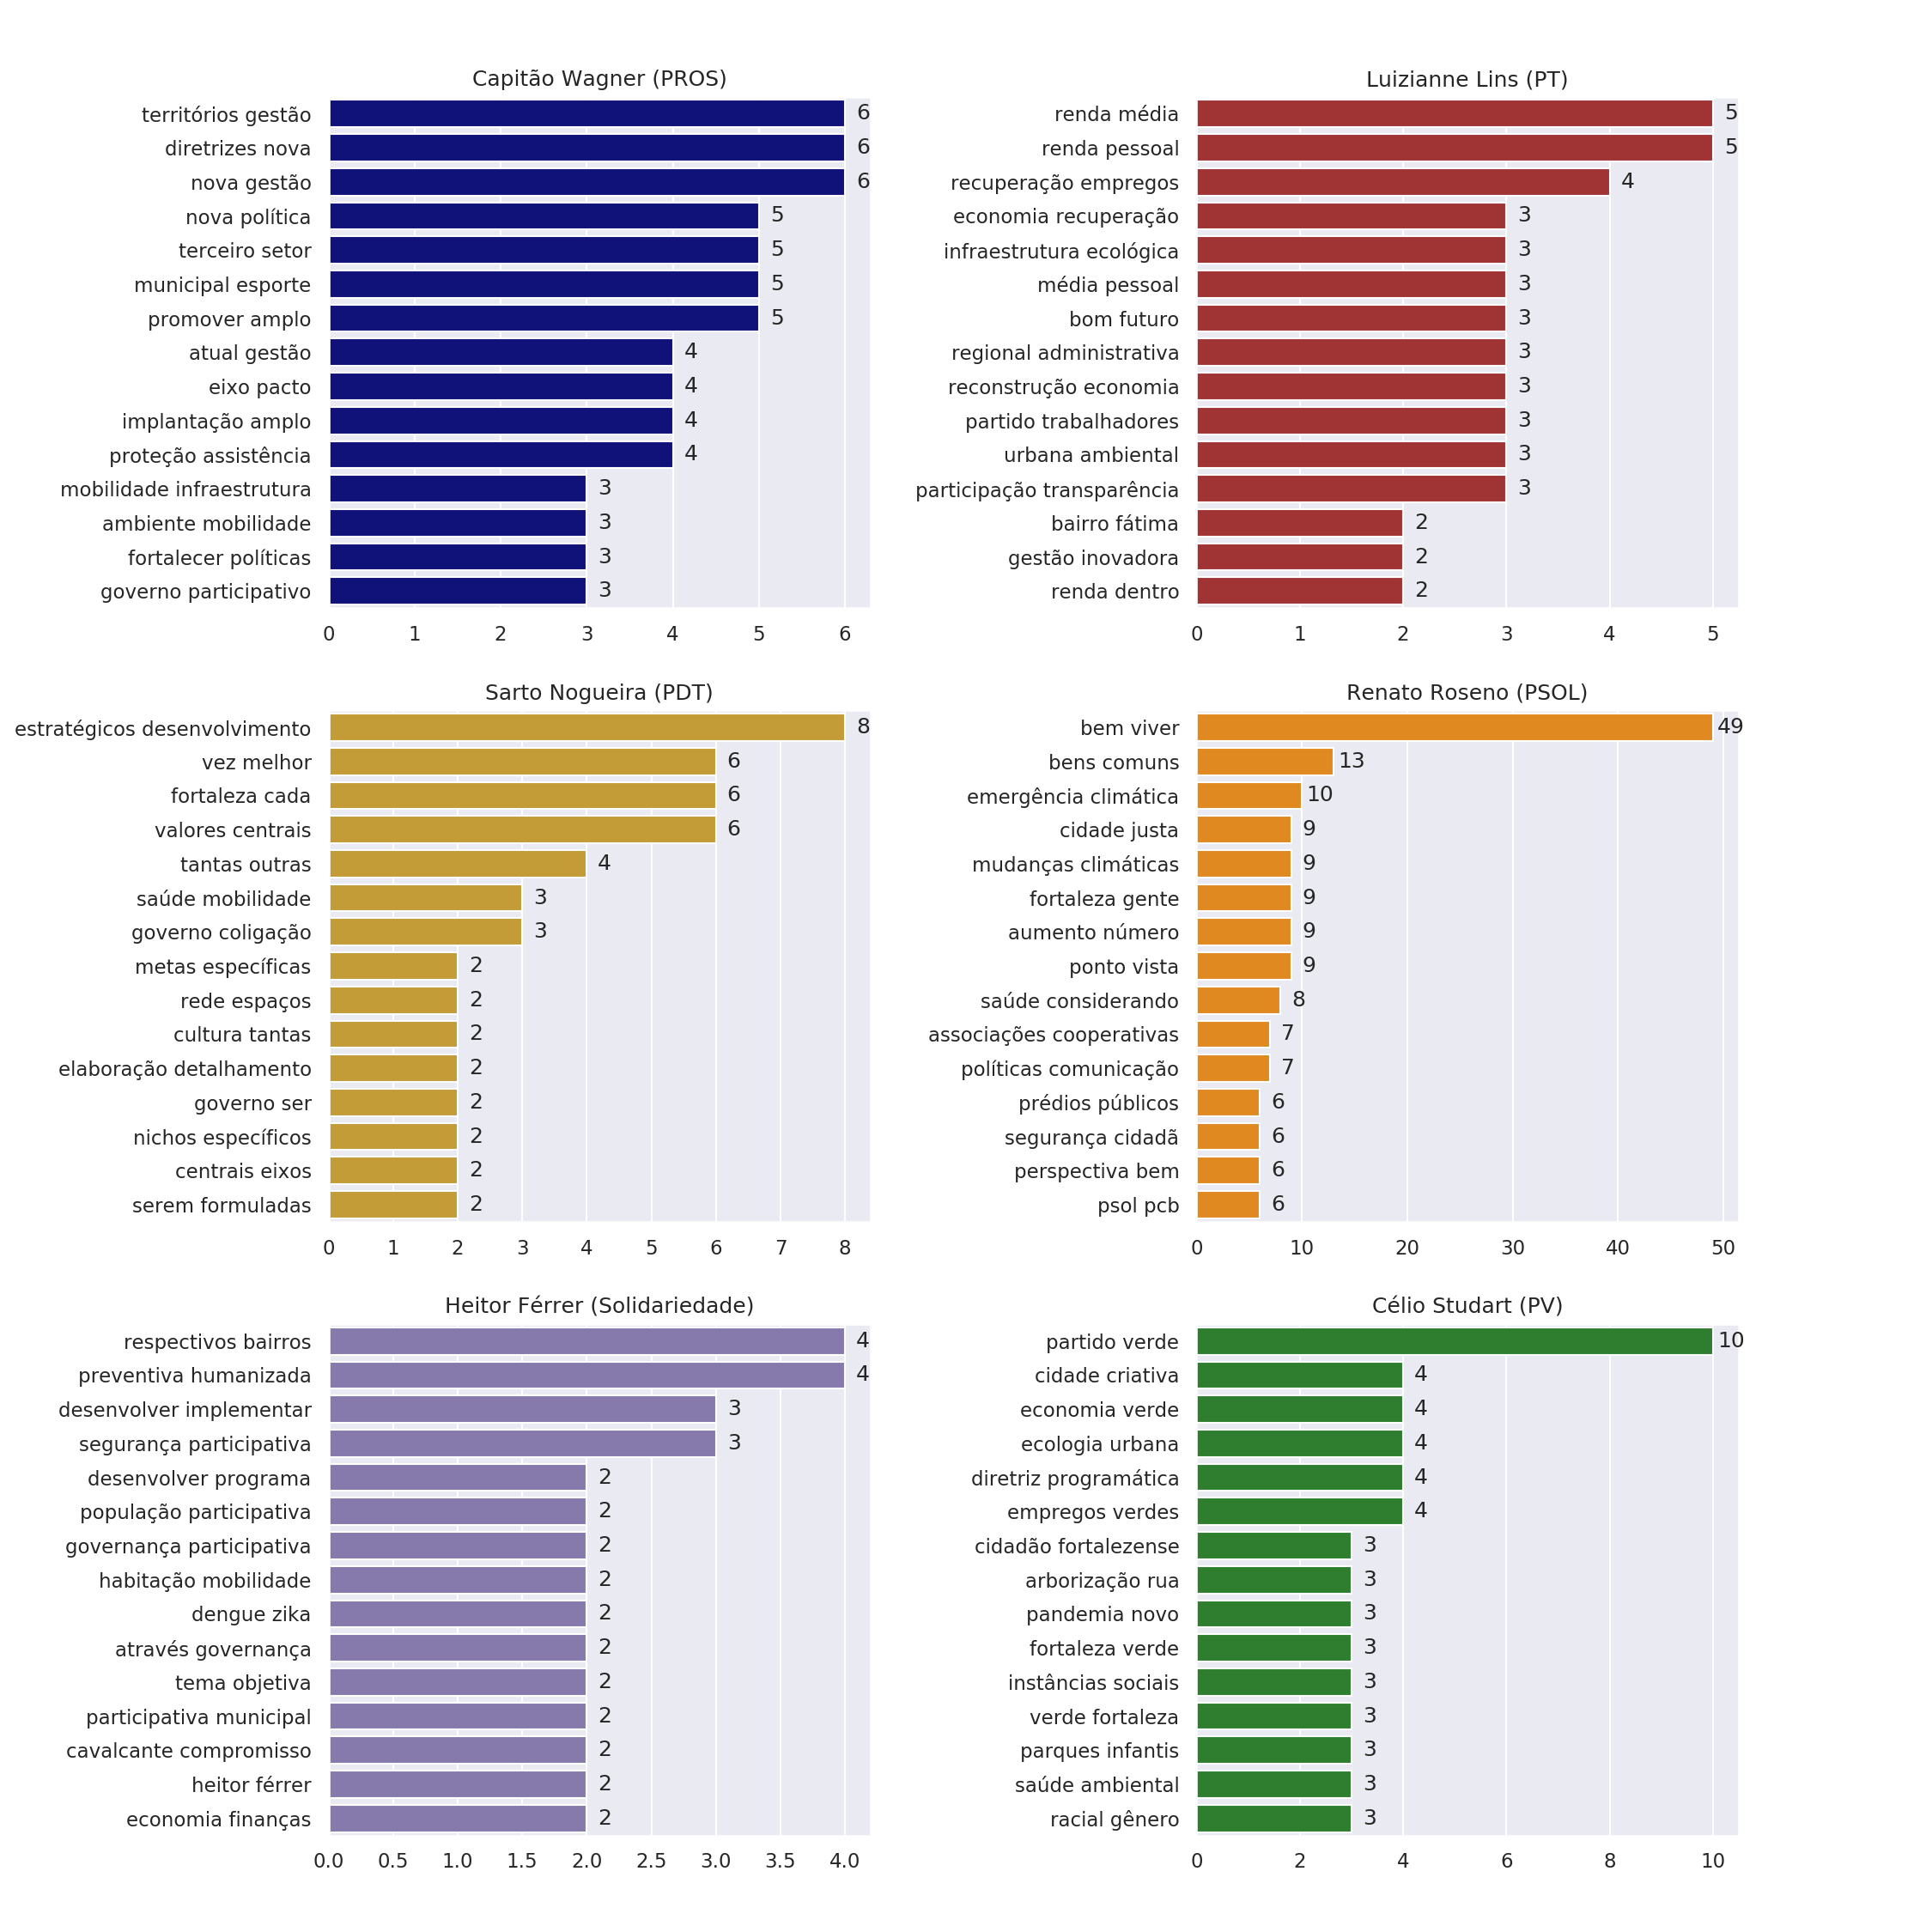 Capitão Wagner (PROS)
territórios gestão 6
diretrizes nova 6
nova gestão 6
nova política 5
terceiro setor 5
municipal esporte 5
promover amplo 5
atual gestão 4
eixo pacto 4
implantação amplo 4
proteção assistência 4
mobilidade infraestrutura 3
ambiente mobilidade 3
fortalecer políticas 3
governo participativo 3
0 1 2 3 4 5 6
Luizianne Lins (PT)
renda média 5
renda pessoal 5
recuperação empregos 4
economia recuperação 3
infraestrutura ecológica 3
média pessoal 3
bom futuro 3
regional administrativa 3
reconstrução economia 3
partido trabalhadores 3
urbana ambiental 3
participação transparência 3
bairro fátima 2
gestão inovadora 2
renda dentro 2
0 1 2 3 4 5
Sarto Nogueira (PDT)
estratégicos desenvolvimento 8
vez melhor 6
fortaleza cada 6
valores centrais 6
tantas outras 4
saúde mobilidade 3
governo coligação 3
metas específicas 2
rede espaços 2
cultura tantas 2
elaboração detalhamento 2
governo ser 2
nichos específicos 2
centrais eixos 2
serem formuladas 2
0 1 2 3 4 5 6 7 8
Renato Roseno (PSOL)
bem viver 49
bens comuns 13
emergência climática 10
cidade justa 9
mudanças climáticas 9
fortaleza gente 9
aumento número 9
ponto vista 9
saúde considerando 8
associações cooperativas 7
políticas comunicação 7
prédios públicos 6
segurança cidadã 6
perspectiva bem 6
psol pcb 6
0 10 20 30 40 50
Heitor Férrer (Solidariedade)
respectivos bairros 4
preventiva humanizada 4
desenvolver implementar 3
segurança participativa 3
desenvolver programa 2
população participativa 2
governança participativa 2
habitação mobilidade 2
dengue zika 2
através governança 2
tema objetiva 2
participativa municipal 2
cavalcante compromisso 2
heitor férrer 2
economia finanças 2
0.0 0.5 1.0 1.5 2.0 2.5 3.0 3.5 4.0
Célio Studart (PV)
partido verde 10
cidade criativa 4
economia verde 4
ecologia urbana 4
diretriz programática 4
empregos verdes 4
cidadão fortalezense 3
arborização rua 3
pandemia novo 3
fortaleza verde 3
instâncias sociais 3
verde fortaleza 3
parques infantis 3
saúde ambiental 3
racial gênero 3
0 2 4 6 8 10